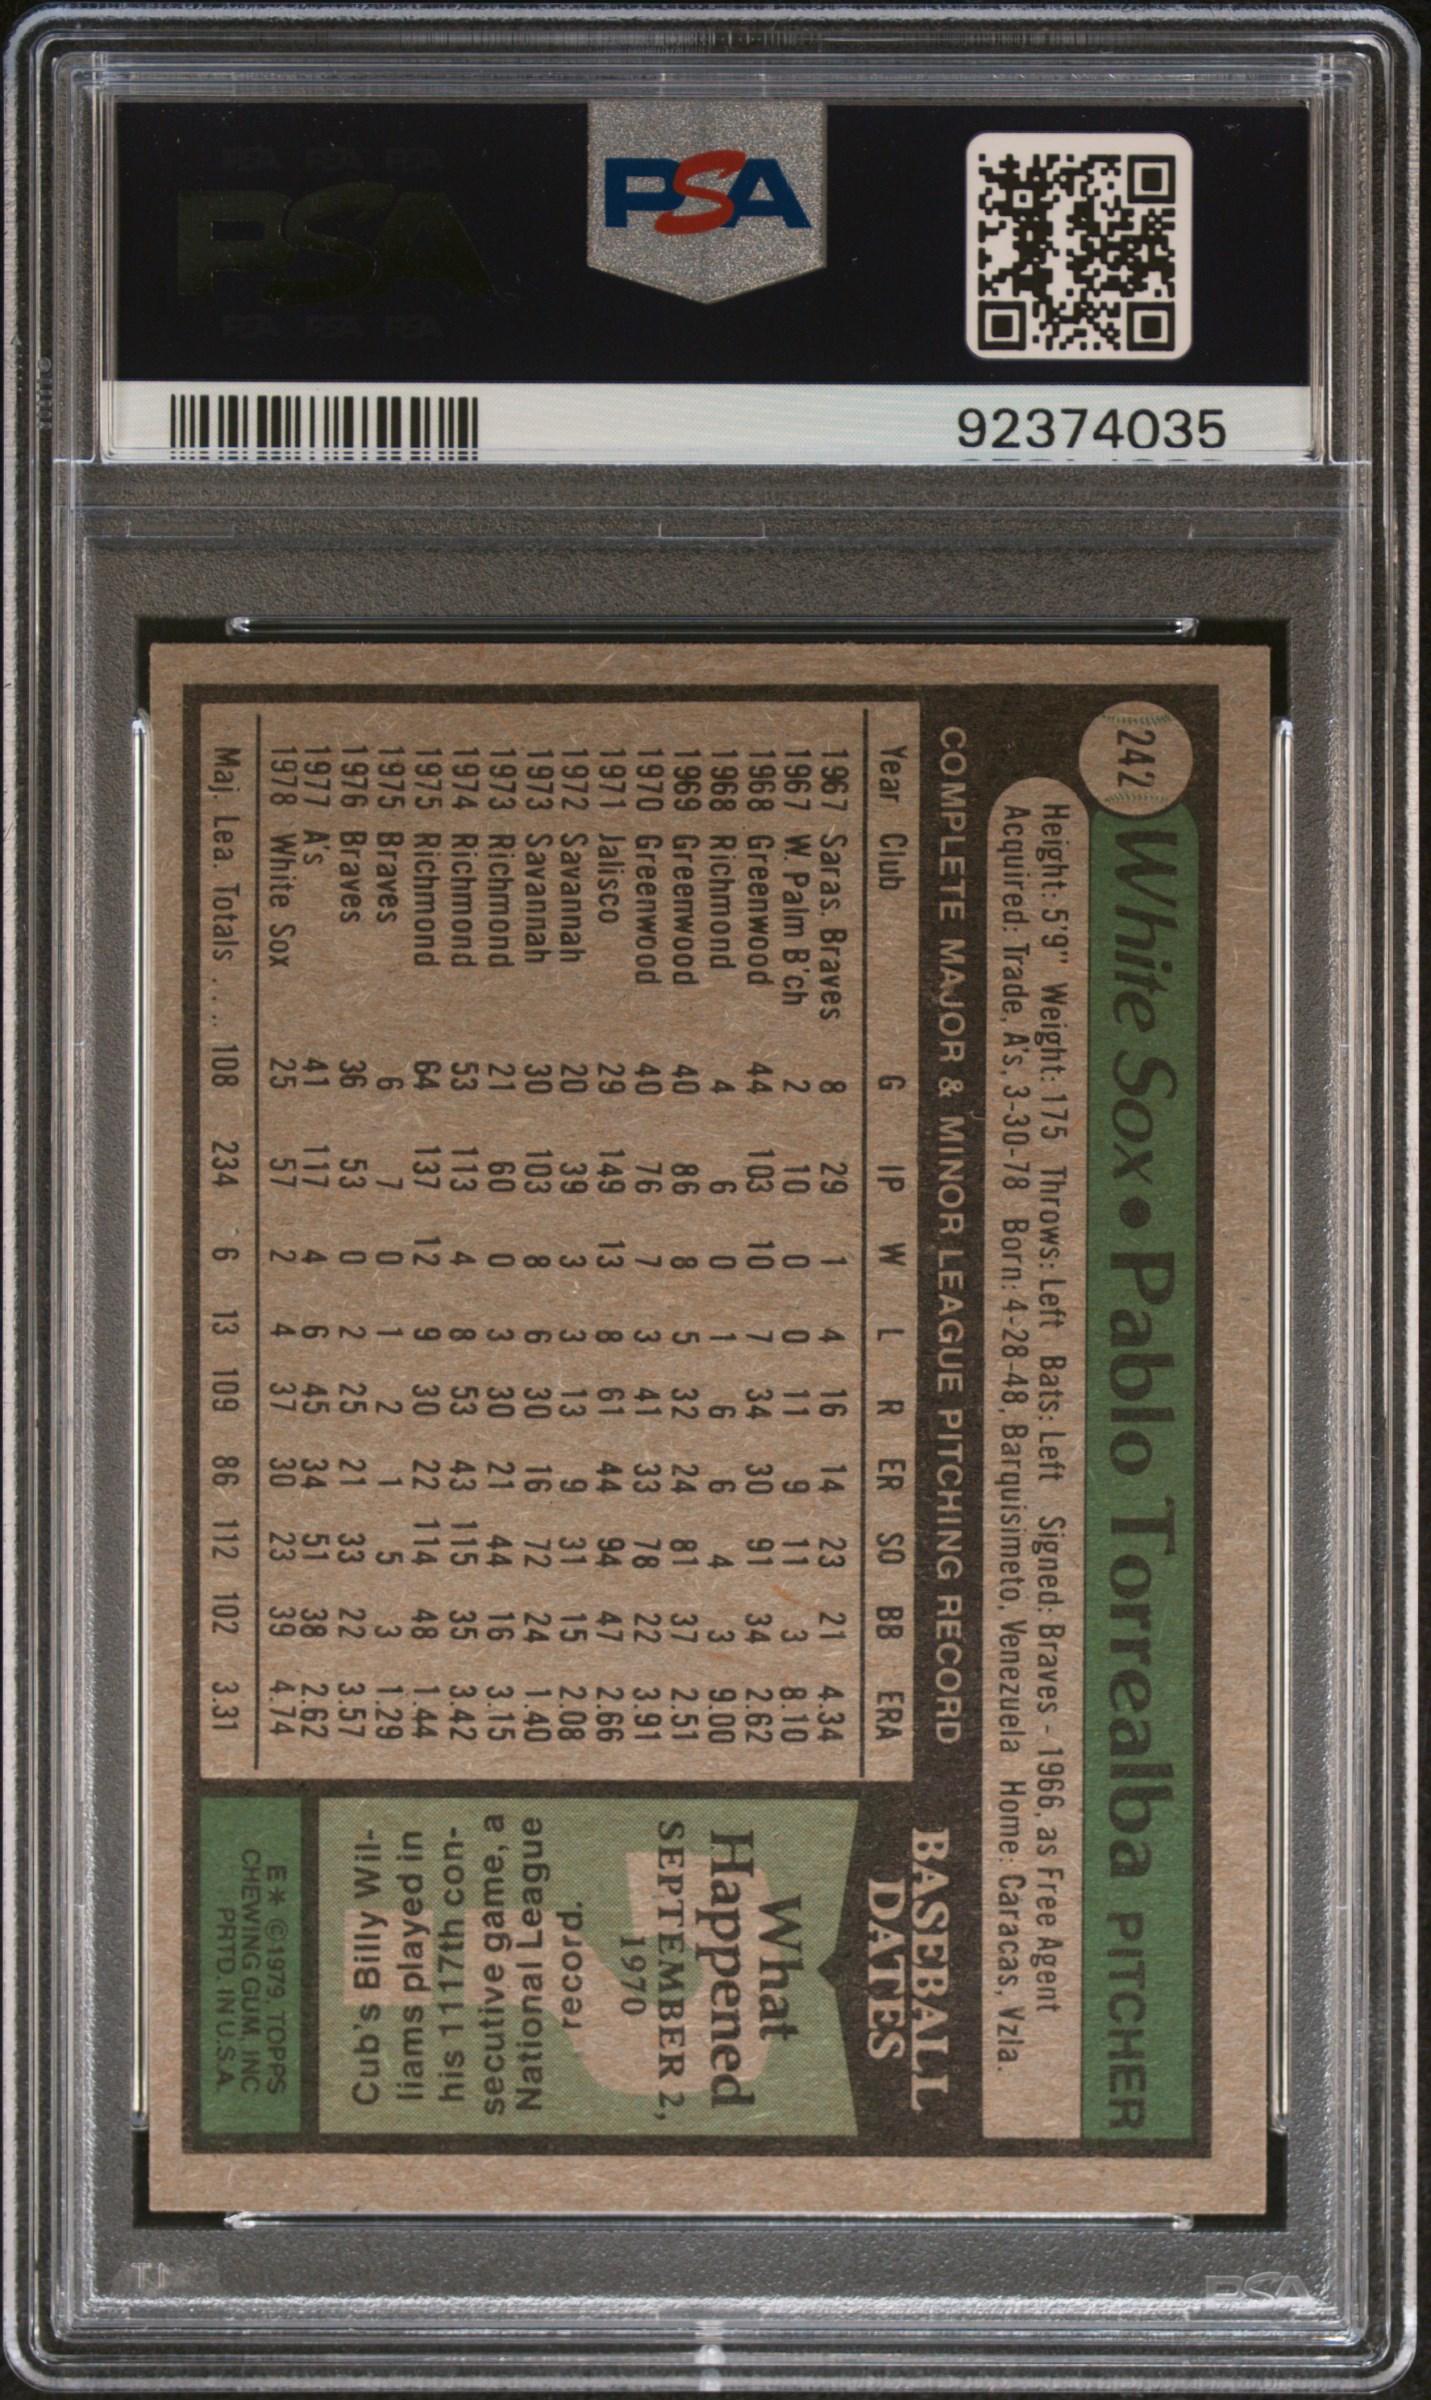 PSA PSA PSA
PSA
PSA PSA PSA
PSA
92374035
242
White Sox • Pablo Torrealba PITCHER
Height: 5'9" Weight: 175 Throws: Left Bats: Left Signed: Braves - 1966, as Free Agent
Acquired: Trade, A's, 3-30-78 Born: 4-28-48, Barquisimeto, Venezuela Home: Caracas, Vzla.
COMPLETE MAJOR & MINOR LEAGUE PITCHING RECORD
Year Club G IP W L R ER SO BB ERA
1967 Saras. Braves 8 29 1 4 16 14 23 21 4.34
1967 W. Palm B'ch 2 10 0 0 11 9 11 3 8.10
1968 Greenwood 44 103 10 7 34 30 91 34 2.62
1968 Richmond 4 6 0 1 6 6 4 3 9.00
1969 Greenwood 40 86 8 5 32 24 81 37 2.51
1970 Greenwood 40 76 7 3 41 33 78 22 3.91
1971 Jalisco 29 149 13 8 61 44 94 47 2.66
1972 Savannah 20 39 3 3 13 9 31 15 2.08
1973 Savannah 30 103 8 6 30 16 72 24 1.40
1973 Richmond 21 60 0 3 30 21 44 16 3.15
1974 Richmond 53 113 4 8 53 43 115 35 3.42
1975 Richmond 64 137 12 9 30 22 114 48 1.44
1975 Braves 6 7 0 1 2 1 5 3 1.29
1976 Braves 36 53 0 2 25 21 33 22 3.57
1977 A's 41 117 4 6 45 34 51 38 2.62
1978 White Sox 25 57 2 4 37 30 23 39 4.74
Maj. Lea. Totals .... 108 234 6 13 109 86 112 102 3.31
BASEBALL
DATES
What
Happened
SEPTEMBER 2,
1970
Cub's Billy Wil-
liams played in
his 1117th con-
secutive game, a
National League
record.
E* ©1979, TOPPS
CHEWING GUM, INC
PRTD. IN U.S.A.
PSA